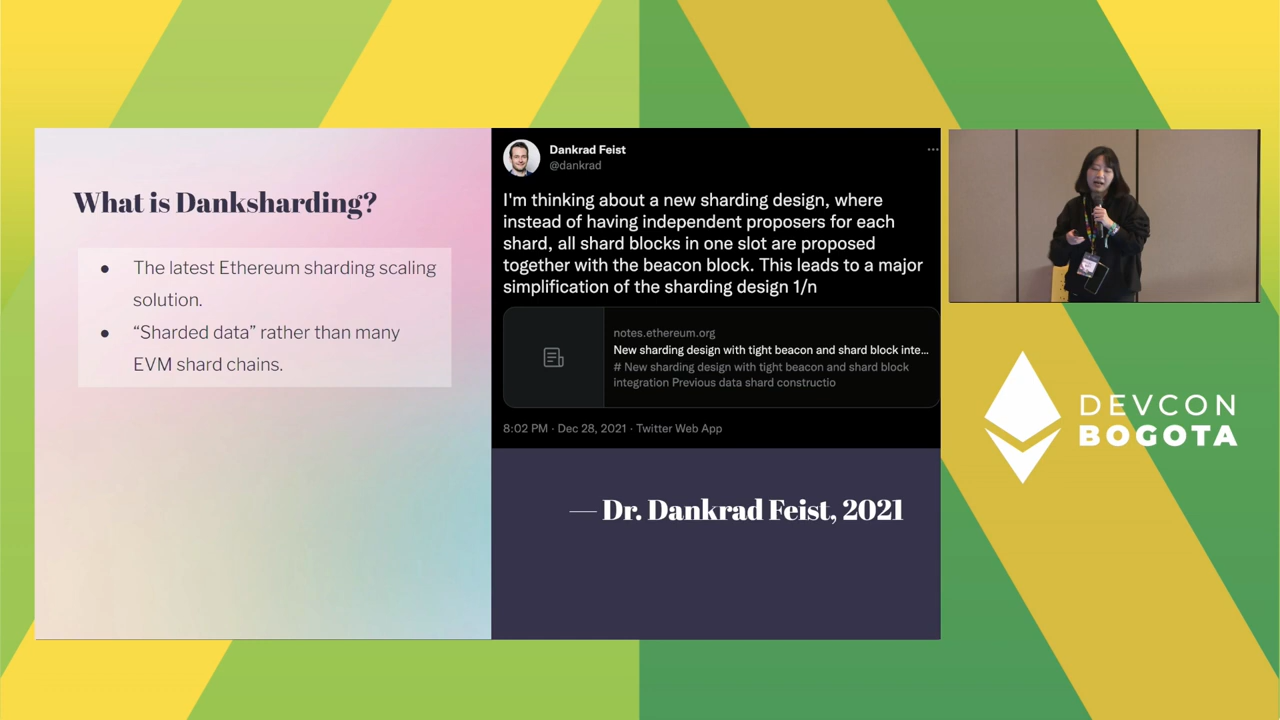 What is Danksharding?
● The latest Ethereum sharding scaling
solution.
● “Sharded data” rather than many
EVM shard chains.
Dankrad Feist
@dankrad
I'm thinking about a new sharding design, where
instead of having independent proposers for each
shard, all shard blocks in one slot are proposed
together with the beacon block. This leads to a major
simplification of the sharding design 1/n
notes.ethereum.org
New sharding design with tight beacon and shard block inte...
# New sharding design with tight beacon and shard block
integration Previous data shard constructio
8:02 PM · Dec 28, 2021 · Twitter Web App
— Dr. Dankrad Feist, 2021
DEVCON
BOGOTA